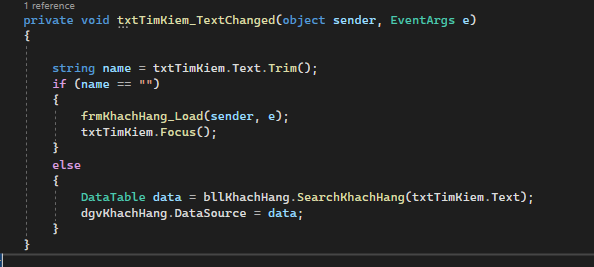 1 reference
private void txtTimKiem_TextChanged(object sender, EventArgs e)
{
string name = txtTimKiem.Text.Trim();
if (name == "")
{
frmKhachHang_Load(sender, e);
txtTimKiem.Focus();
}
else
{
DataTable data = bllKhachHang.SearchKhachHang(txtTimKiem.Text);
dgvKhachHang.DataSource = data;
}
}